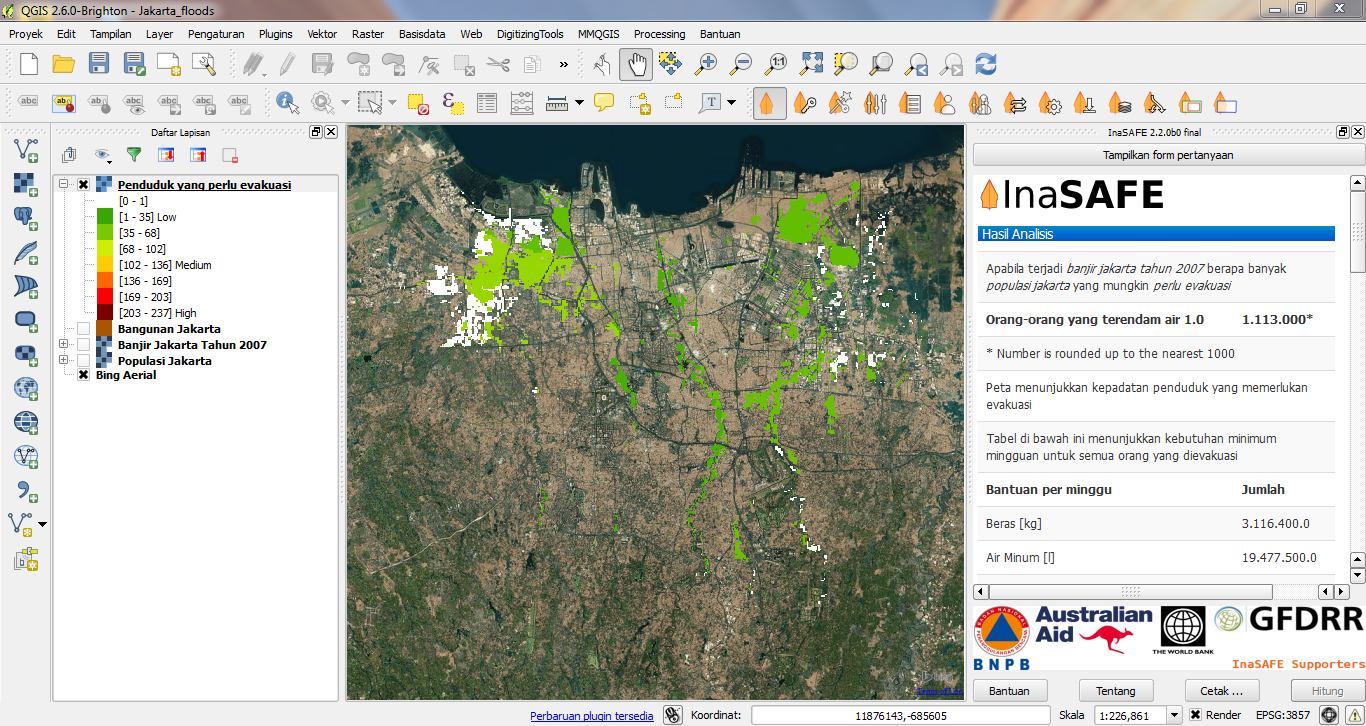 QGIS 2.6.0-Brighton - Jakarta_floods
Proyek Edit Tampilan Layer Pengaturan Plugins Vektor Raster Basisdata Web DigitizingTools MMQGIS Processing Bantuan
Daftar Lapisan
Penduduk yang perlu evakuasi
[0 - 1]
[1 - 35] Low
[35 - 68]
[68 - 102]
[102 - 136] Medium
[136 - 169]
[169 - 203]
[203 - 237] High
Bangunan Jakarta
Banjir Jakarta Tahun 2007
Populasi Jakarta
Bing Aerial
InaSAFE 2.2.0b0 final
Tampilkan form pertanyaan
InaSAFE
Hasil Analisis
Apabila terjadi banjir jakarta tahun 2007 berapa banyak
populasi jakarta yang mungkin perlu evakuasi
Orang-orang yang terendam air 1.0 1.113.000*
* Number is rounded up to the nearest 1000
Peta menunjukkan kepadatan penduduk yang memerlukan
evakuasi
Tabel di bawah ini menunjukkan kebutuhan minimum
mingguan untuk semua orang yang dievakuasi
Bantuan per minggu Jumlah
Beras [kg] 3.116.400.0
Air Minum [l] 19.477.500.0
BNPB
Australian
Aid
THE WORLD BANK
GFDRR
InaSAFE Supporters
Bantuan Tentang Cetak ... Hitung
Perbaruan plugin tersedia Koordinat: 11876143,-685605 Skala 1:226,861 Render EPSG:3857